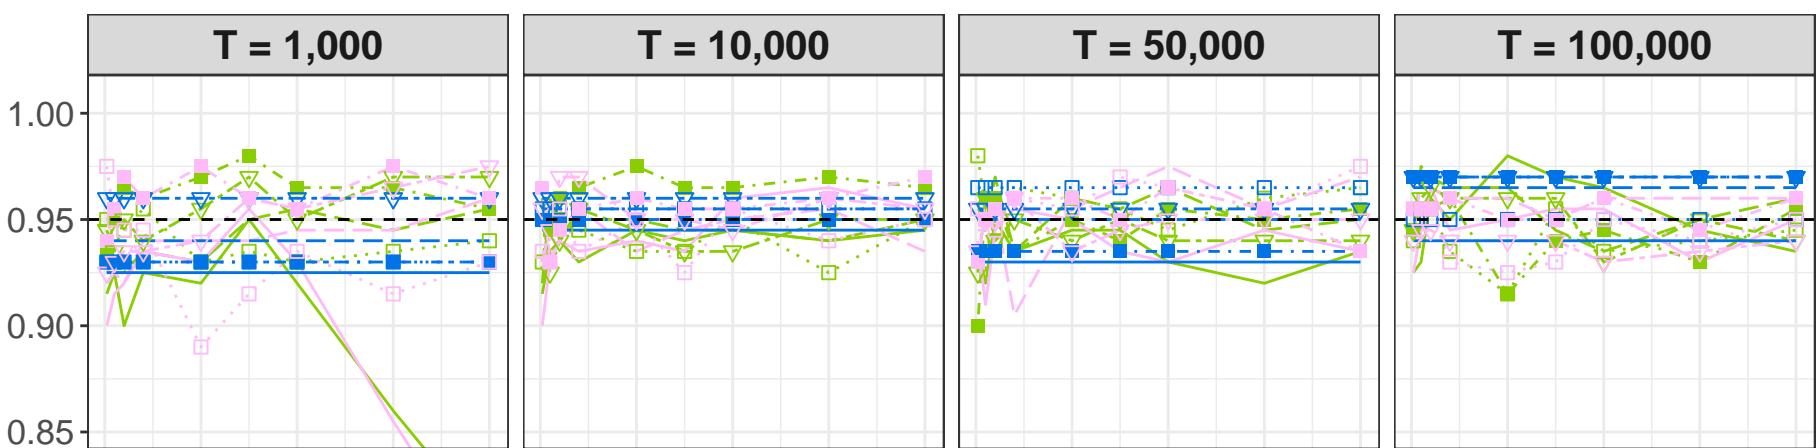 T = 1,000
T = 10,000
T = 50,000
T = 100,000
1.00
0.95
0.90
0.85